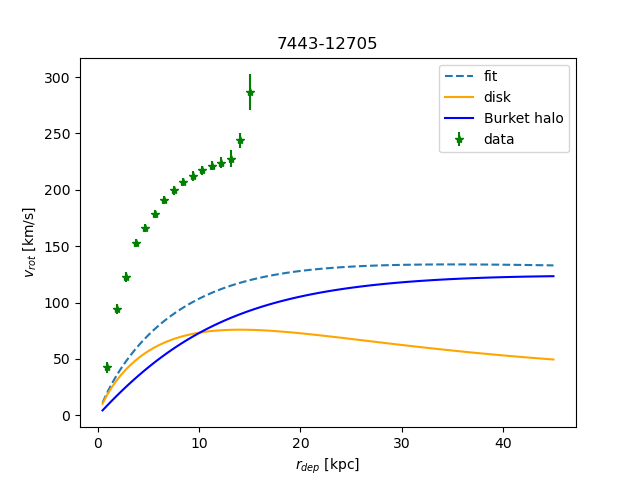 7443-12705
300
250
200
150
100
50
0
v_rot [km/s]
fit
disk
Burket halo
data
0 10 20 30 40
r_dep [kpc]